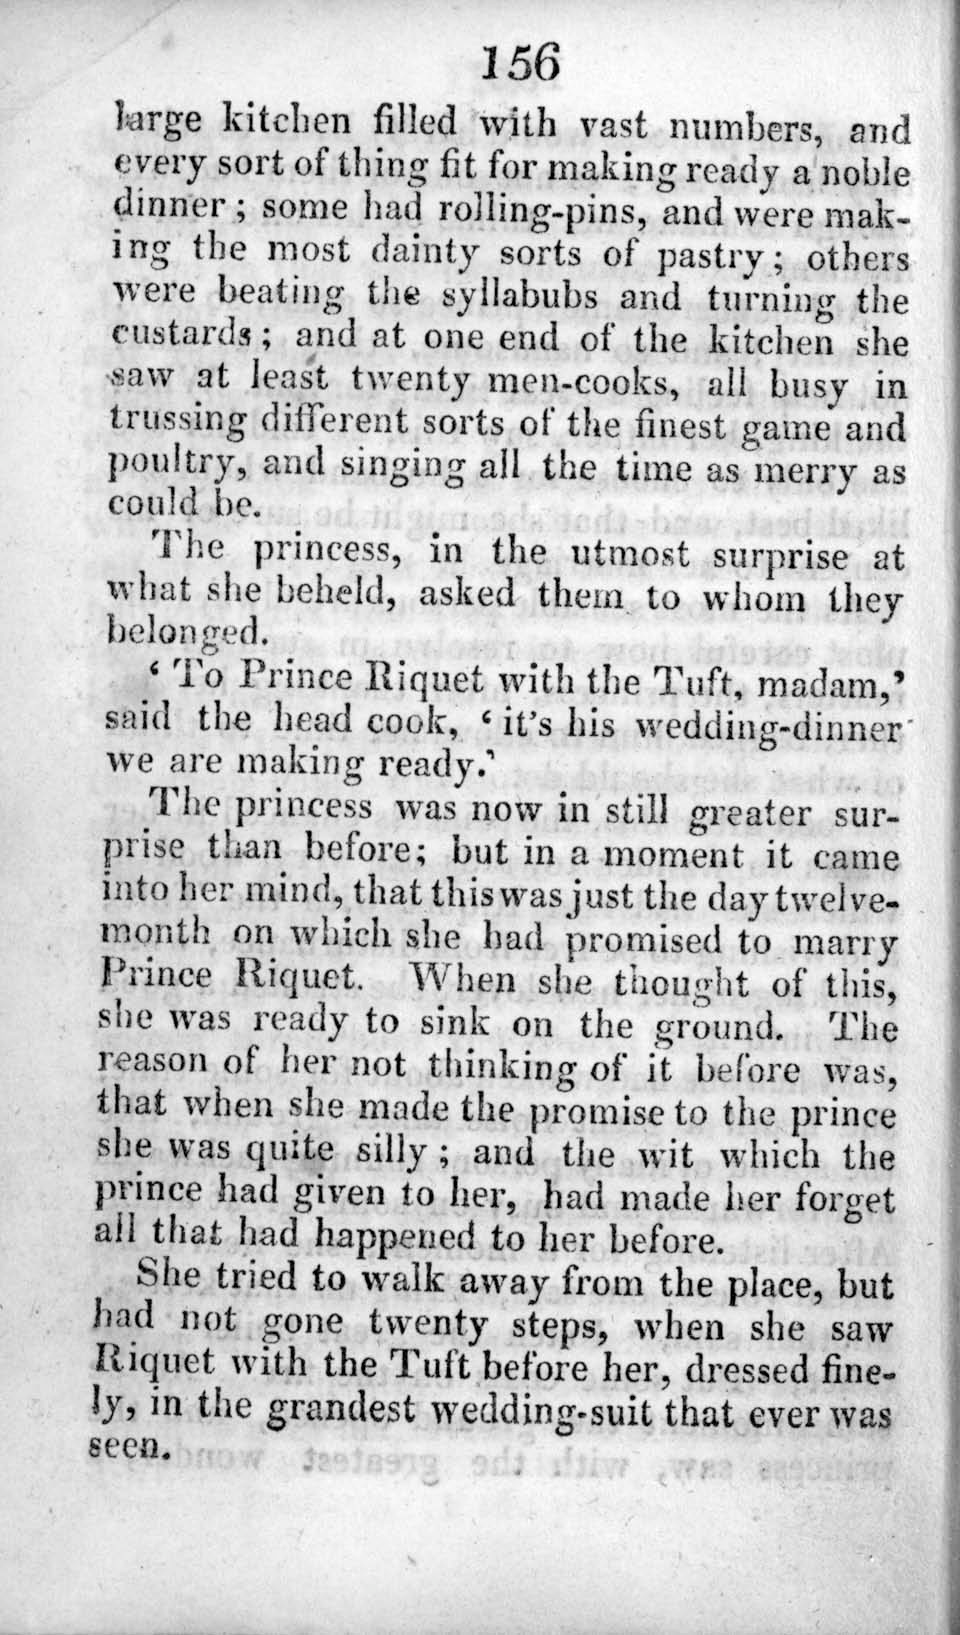 156
large kitchen filled with vast numbers, and
every sort of thing fit for making ready a noble
dinner ; some had rolling-pins, and were mak-
ing the most dainty sorts of pastry ; others
were beating the syllabubs and turning the
custards ; and at one end of the kitchen she
saw at least twenty men-cooks, all busy in
trussing different sorts of the finest game and
poultry, and singing all the time as merry as
could be.
The princess, in the utmost surprise at
what she beheld, asked them to whom they
belonged.
‘ To Prince Riquet with the Tuft, madam,’
said the head cook, ‘ it's his wedding-dinner
we are making ready.’
The princess was now in still greater sur-
prise than before; but in a moment it came
into her mind, that this was just the day twelve-
month on which she had promised to marry
Prince Riquet. When she thought of this,
she was ready to sink on the ground. The
reason of her not thinking of it before was,
that when she made the promise to the prince
she was quite silly ; and the wit which the
prince had given to her, had made her forget
all that had happened to her before.
She tried to walk away from the place, but
had not gone twenty steps, when she saw
Riquet with the Tuft before her, dressed fine-
ly, in the grandest wedding-suit that ever was
seen.